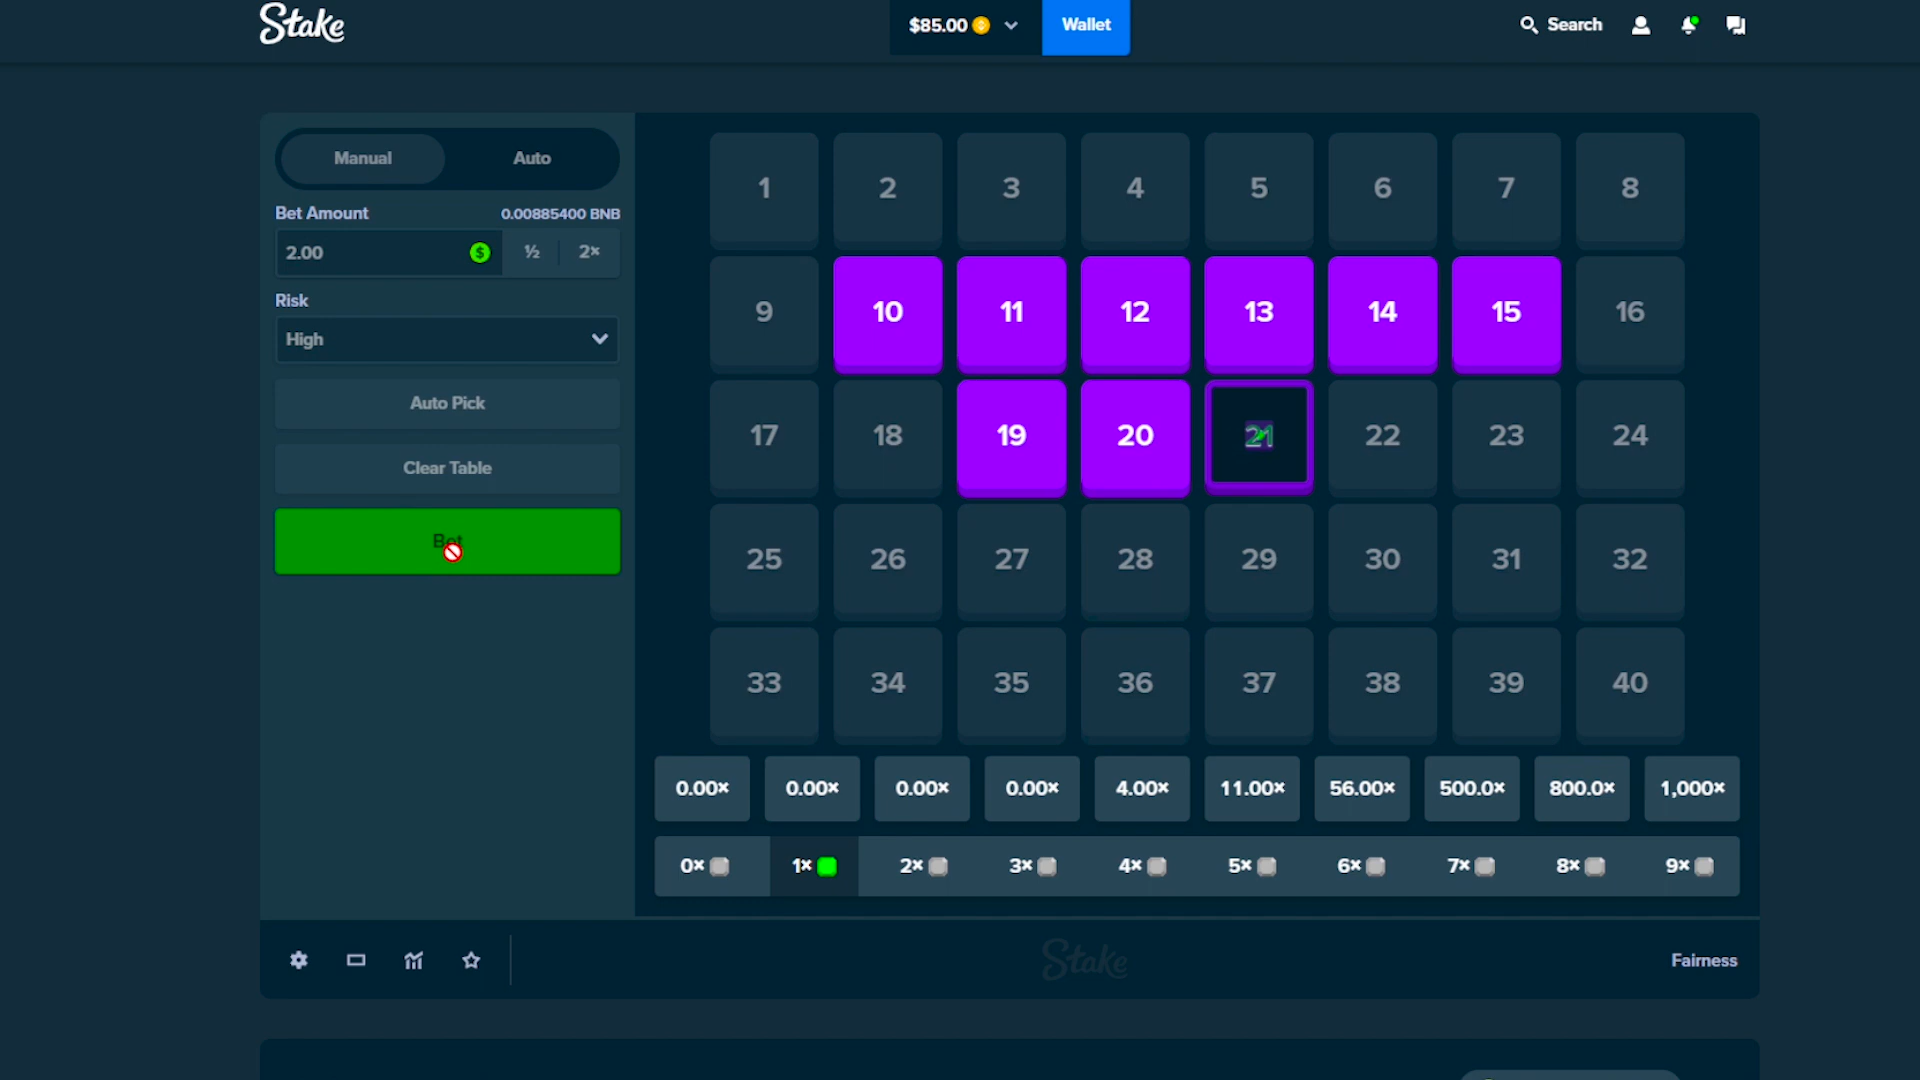 Stake
$85.00
Wallet
Search
Manual
Auto
Bet Amount
0.00885400 BNB
2.00
$
½
2×
Risk
High
Auto Pick
Clear Table
Bet
1 2 3 4 5 6 7 8
9 10 11 12 13 14 15 16
17 18 19 20 21 22 23 24
25 26 27 28 29 30 31 32
33 34 35 36 37 38 39 40
0.00× 0.00× 0.00× 0.00× 4.00× 11.00× 56.00× 500.0× 800.0× 1,000×
0× 1× 2× 3× 4× 5× 6× 7× 8× 9×
Stake
Fairness